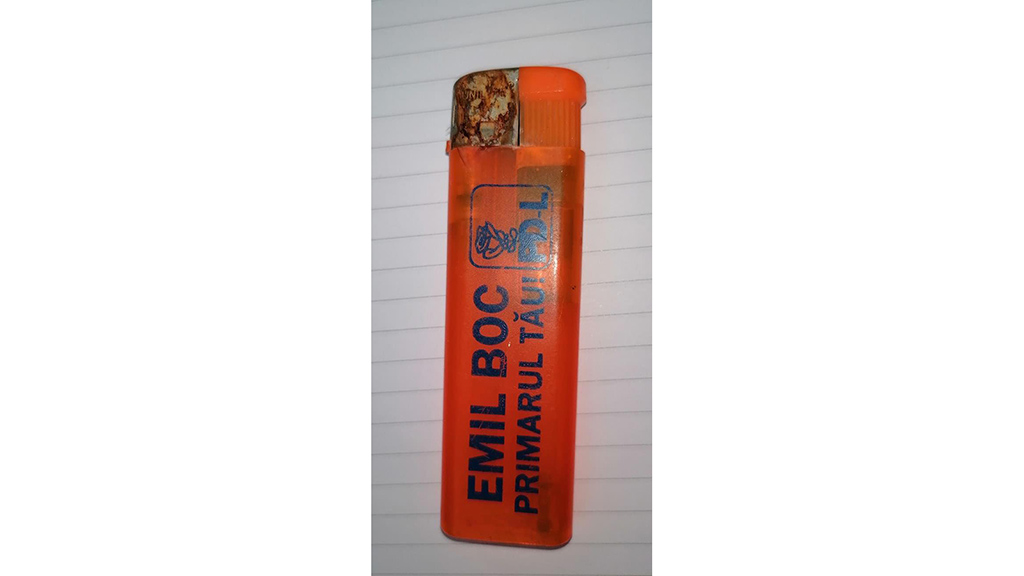 EMIL BOC
PRIMARUL TĂU!
PD-L